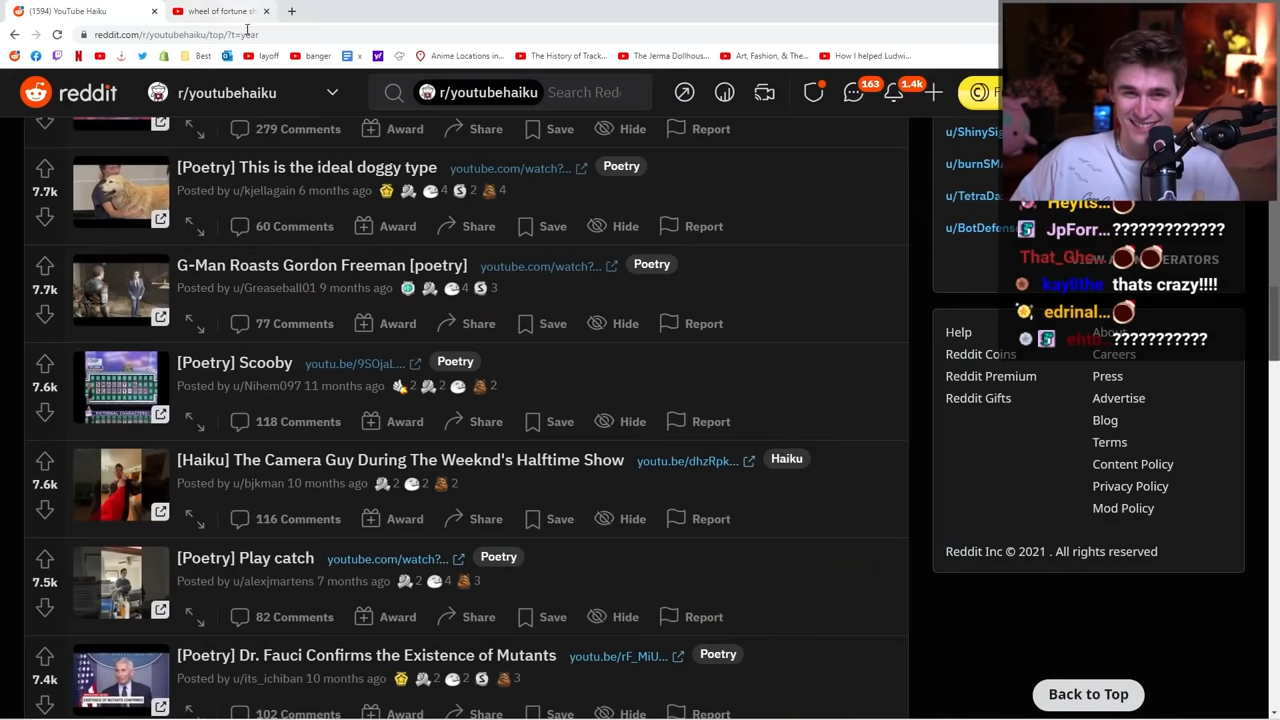 (1594) YouTube Haiku
wheel of fortune s
reddit.com/r/youtubehaiku/top/?t=year
Best
layoff
banger
x
Anime Locations in...
The History of Track...
The Jerma Dollhous...
Art, Fashion, & The...
How I helped Ludwi...
reddit
r/youtubehaiku
r/youtubehaiku
Search Red
163
1.4k
279 Comments
Award
Share
Save
Hide
Report
7.7k
[Poetry] This is the ideal doggy type
youtube.com/watch?...
Poetry
Posted by u/kjellagain 6 months ago
4
2
4
60 Comments
Award
Share
Save
Hide
Report
7.7k
G-Man Roasts Gordon Freeman [poetry]
youtube.com/watch?...
Poetry
Posted by u/Greaseball01 9 months ago
4
3
77 Comments
Award
Share
Save
Hide
Report
7.6k
[Poetry] Scooby
youtu.be/9SOjaL...
Poetry
Posted by u/Nihem097 11 months ago
2
2
2
118 Comments
Award
Share
Save
Hide
Report
7.6k
[Haiku] The Camera Guy During The Weeknd's Halftime Show
youtu.be/dhzRpk...
Haiku
Posted by u/bjkman 10 months ago
2
2
2
116 Comments
Award
Share
Save
Hide
Report
7.5k
[Poetry] Play catch
youtube.com/watch?...
Poetry
Posted by u/alexjmartens 7 months ago
2
4
3
82 Comments
Award
Share
Save
Hide
Report
7.4k
[Poetry] Dr. Fauci Confirms the Existence of Mutants
youtu.be/rF_MiU...
Poetry
Posted by u/its_ichiban 10 months ago
2
2
3
102 Comments
Award
Share
Save
Hide
Report
u/ShinySi
u/burnSM
u/TetraDa
u/BotDefens
ERATORS
HeyIts...
JpForr... ?????????????
That_Gho...
kaylithe thats crazy!!!!
edrinal...
???????????
Help
About
Reddit Coins
Careers
Reddit Premium
Press
Reddit Gifts
Advertise
Blog
Terms
Content Policy
Privacy Policy
Mod Policy
Reddit Inc © 2021 . All rights reserved
Back to Top